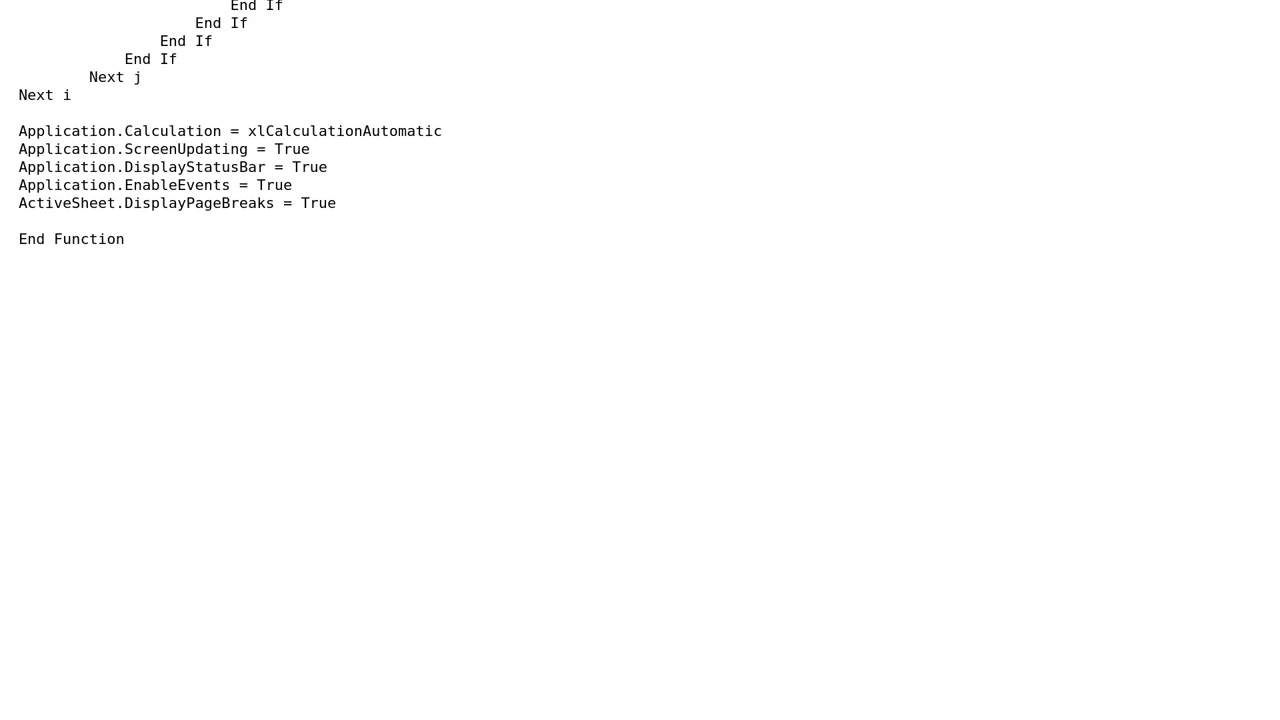 End If
                    End If
                End If
            End If
        Next j
Next i

Application.Calculation = xlCalculationAutomatic
Application.ScreenUpdating = True
Application.DisplayStatusBar = True
Application.EnableEvents = True
ActiveSheet.DisplayPageBreaks = True

End Function